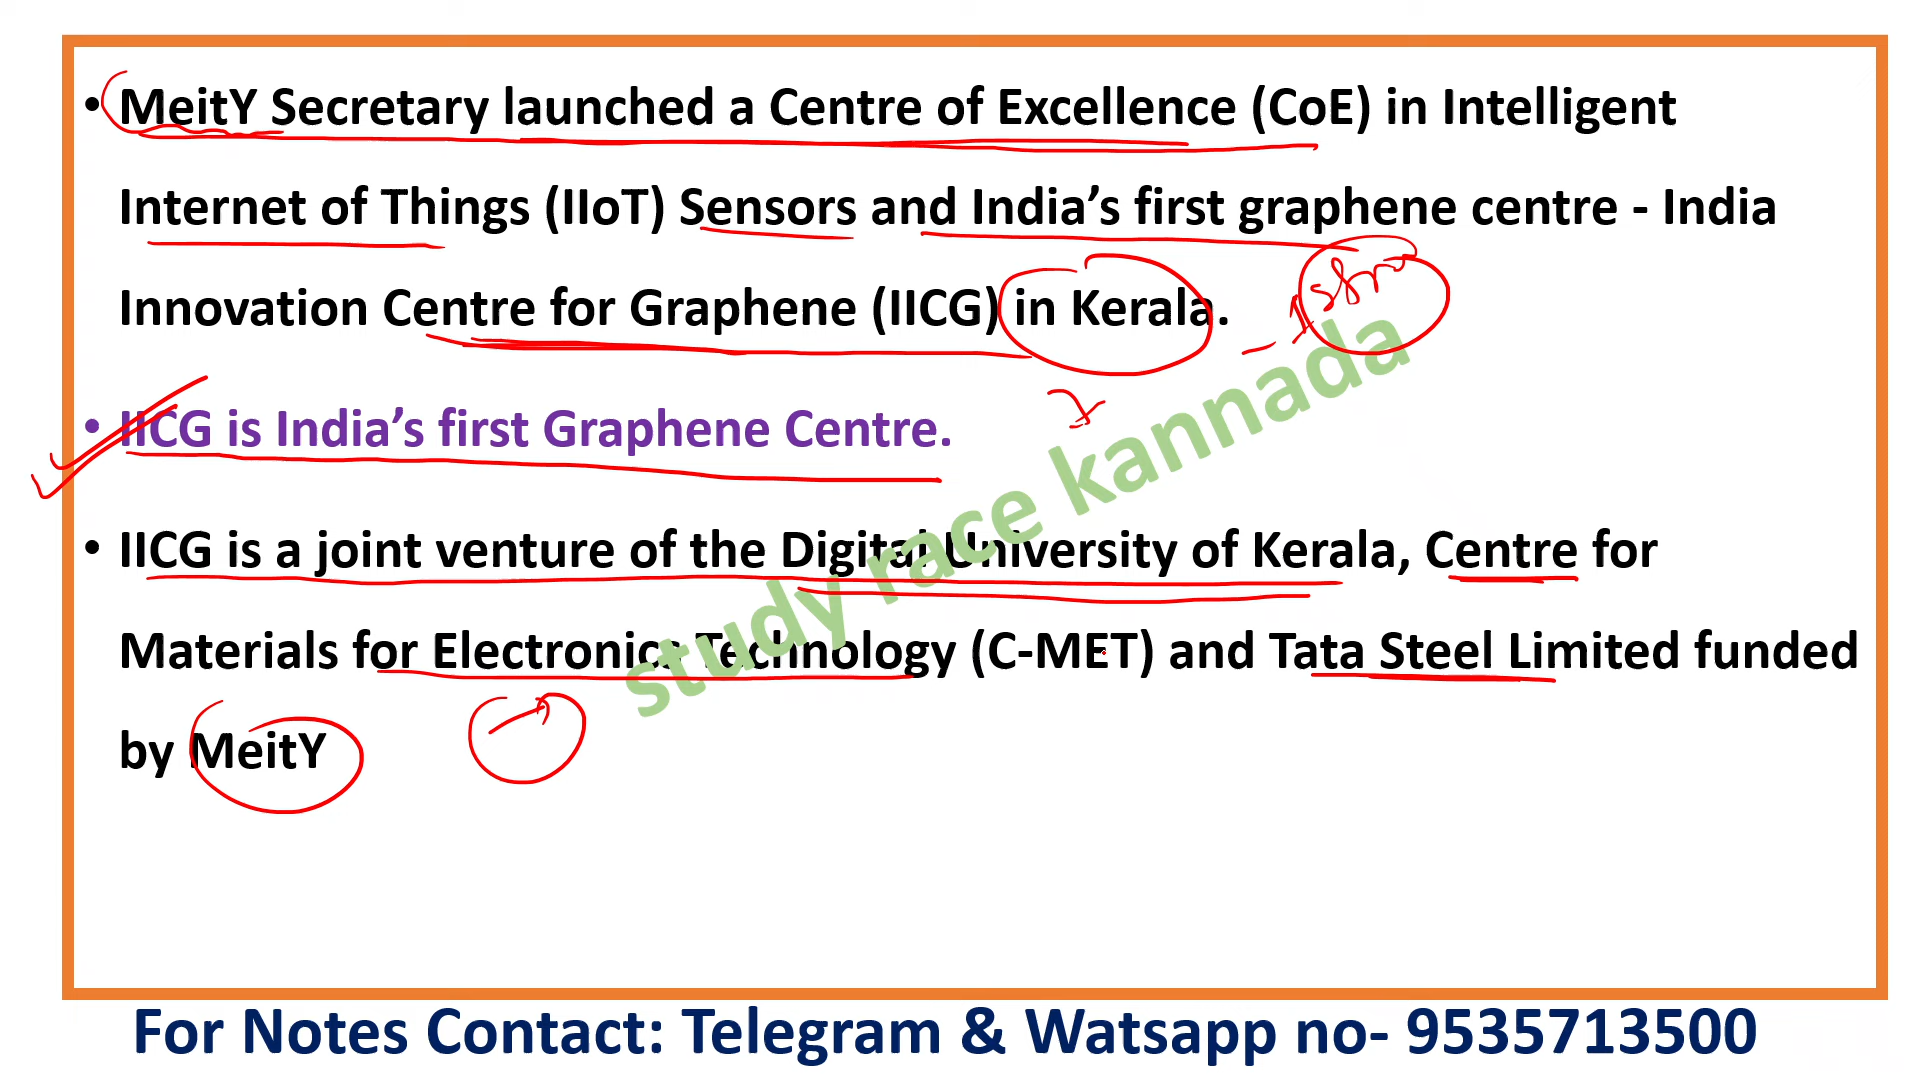 • MeitY Secretary launched a Centre of Excellence (CoE) in Intelligent
Internet of Things (IIoT) Sensors and India’s first graphene centre - India
Innovation Centre for Graphene (IICG) in Kerala.
• IICG is India’s first Graphene Centre.
• IICG is a joint venture of the Digital University of Kerala, Centre for
Materials for Electronics Technology (C-MET) and Tata Steel Limited funded
by MeitY
study race kannada
For Notes Contact: Telegram & Watsapp no- 9535713500